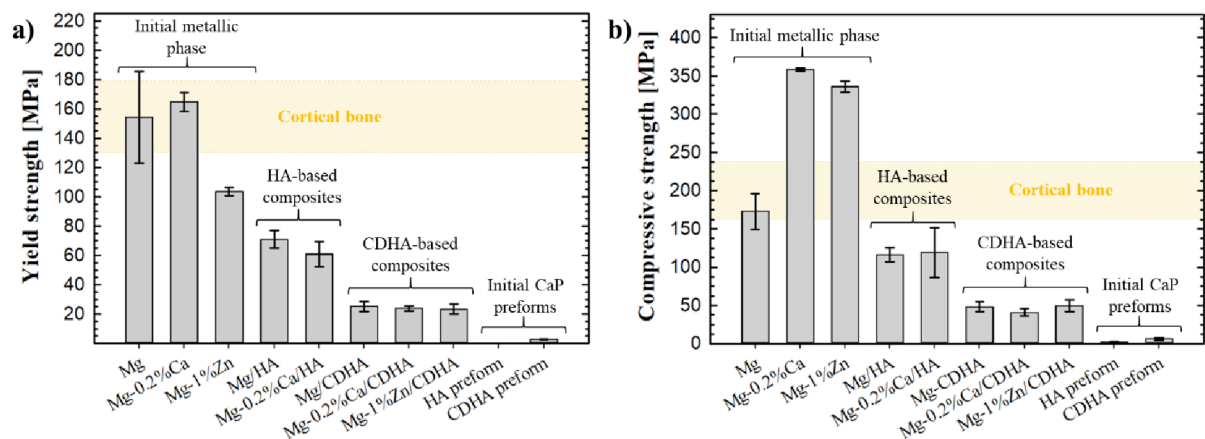 a)
Yield strength [MPa]
220
200
180
160
140
120
100
80
60
40
20
Initial metallic
phase
Cortical bone
HA-based
composites
CDHA-based
composites
Initial CaP
preforms
Mg
Mg-0.2%Ca
Mg-1%Zn
Mg/HA
Mg-0.2%Ca/HA
Mg/CDHA
Mg-0.2%Ca/CDHA
Mg-1%Zn/CDHA
HA preform
CDHA preform
b)
Compressive strength [MPa]
400
350
300
250
200
150
100
50
0
Initial metallic phase
Cortical bone
HA-based
composites
CDHA-based
composites
Initial CaP
preforms
Mg
Mg-0.2%Ca
Mg-1%Zn
Mg/HA
Mg-0.2%Ca/HA
Mg-CDHA
Mg-0.2%Ca/CDHA
Mg-1%Zn/CDHA
HA preform
CDHA preform